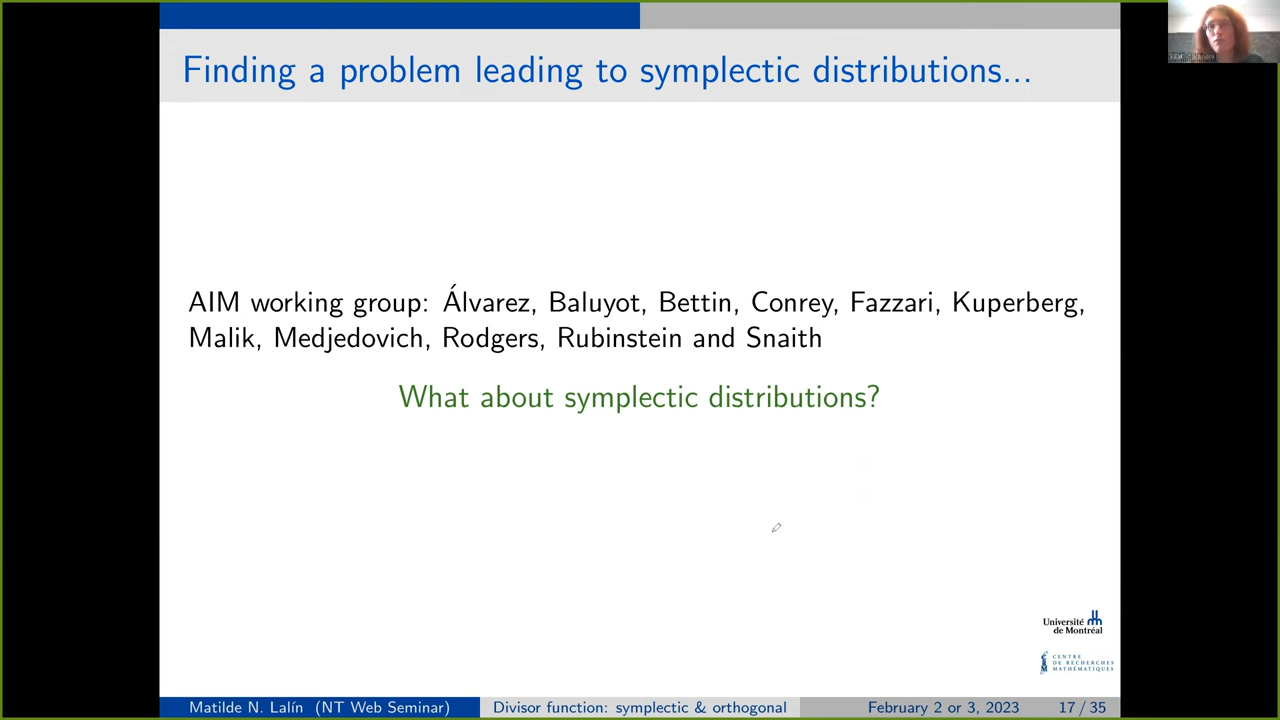 Finding a problem leading to symplectic distributions...
AIM working group: Álvarez, Baluyot, Bettin, Conrey, Fazzari, Kuperberg,
Malik, Medjedovich, Rodgers, Rubinstein and Snaith
What about symplectic distributions?
Université
de Montréal
CENTRE
DE RECHERCHES
MATHÉMATIQUES
Matilde N. Lalín (NT Web Seminar) Divisor function: symplectic & orthogonal February 2 or 3, 2023 17 / 35